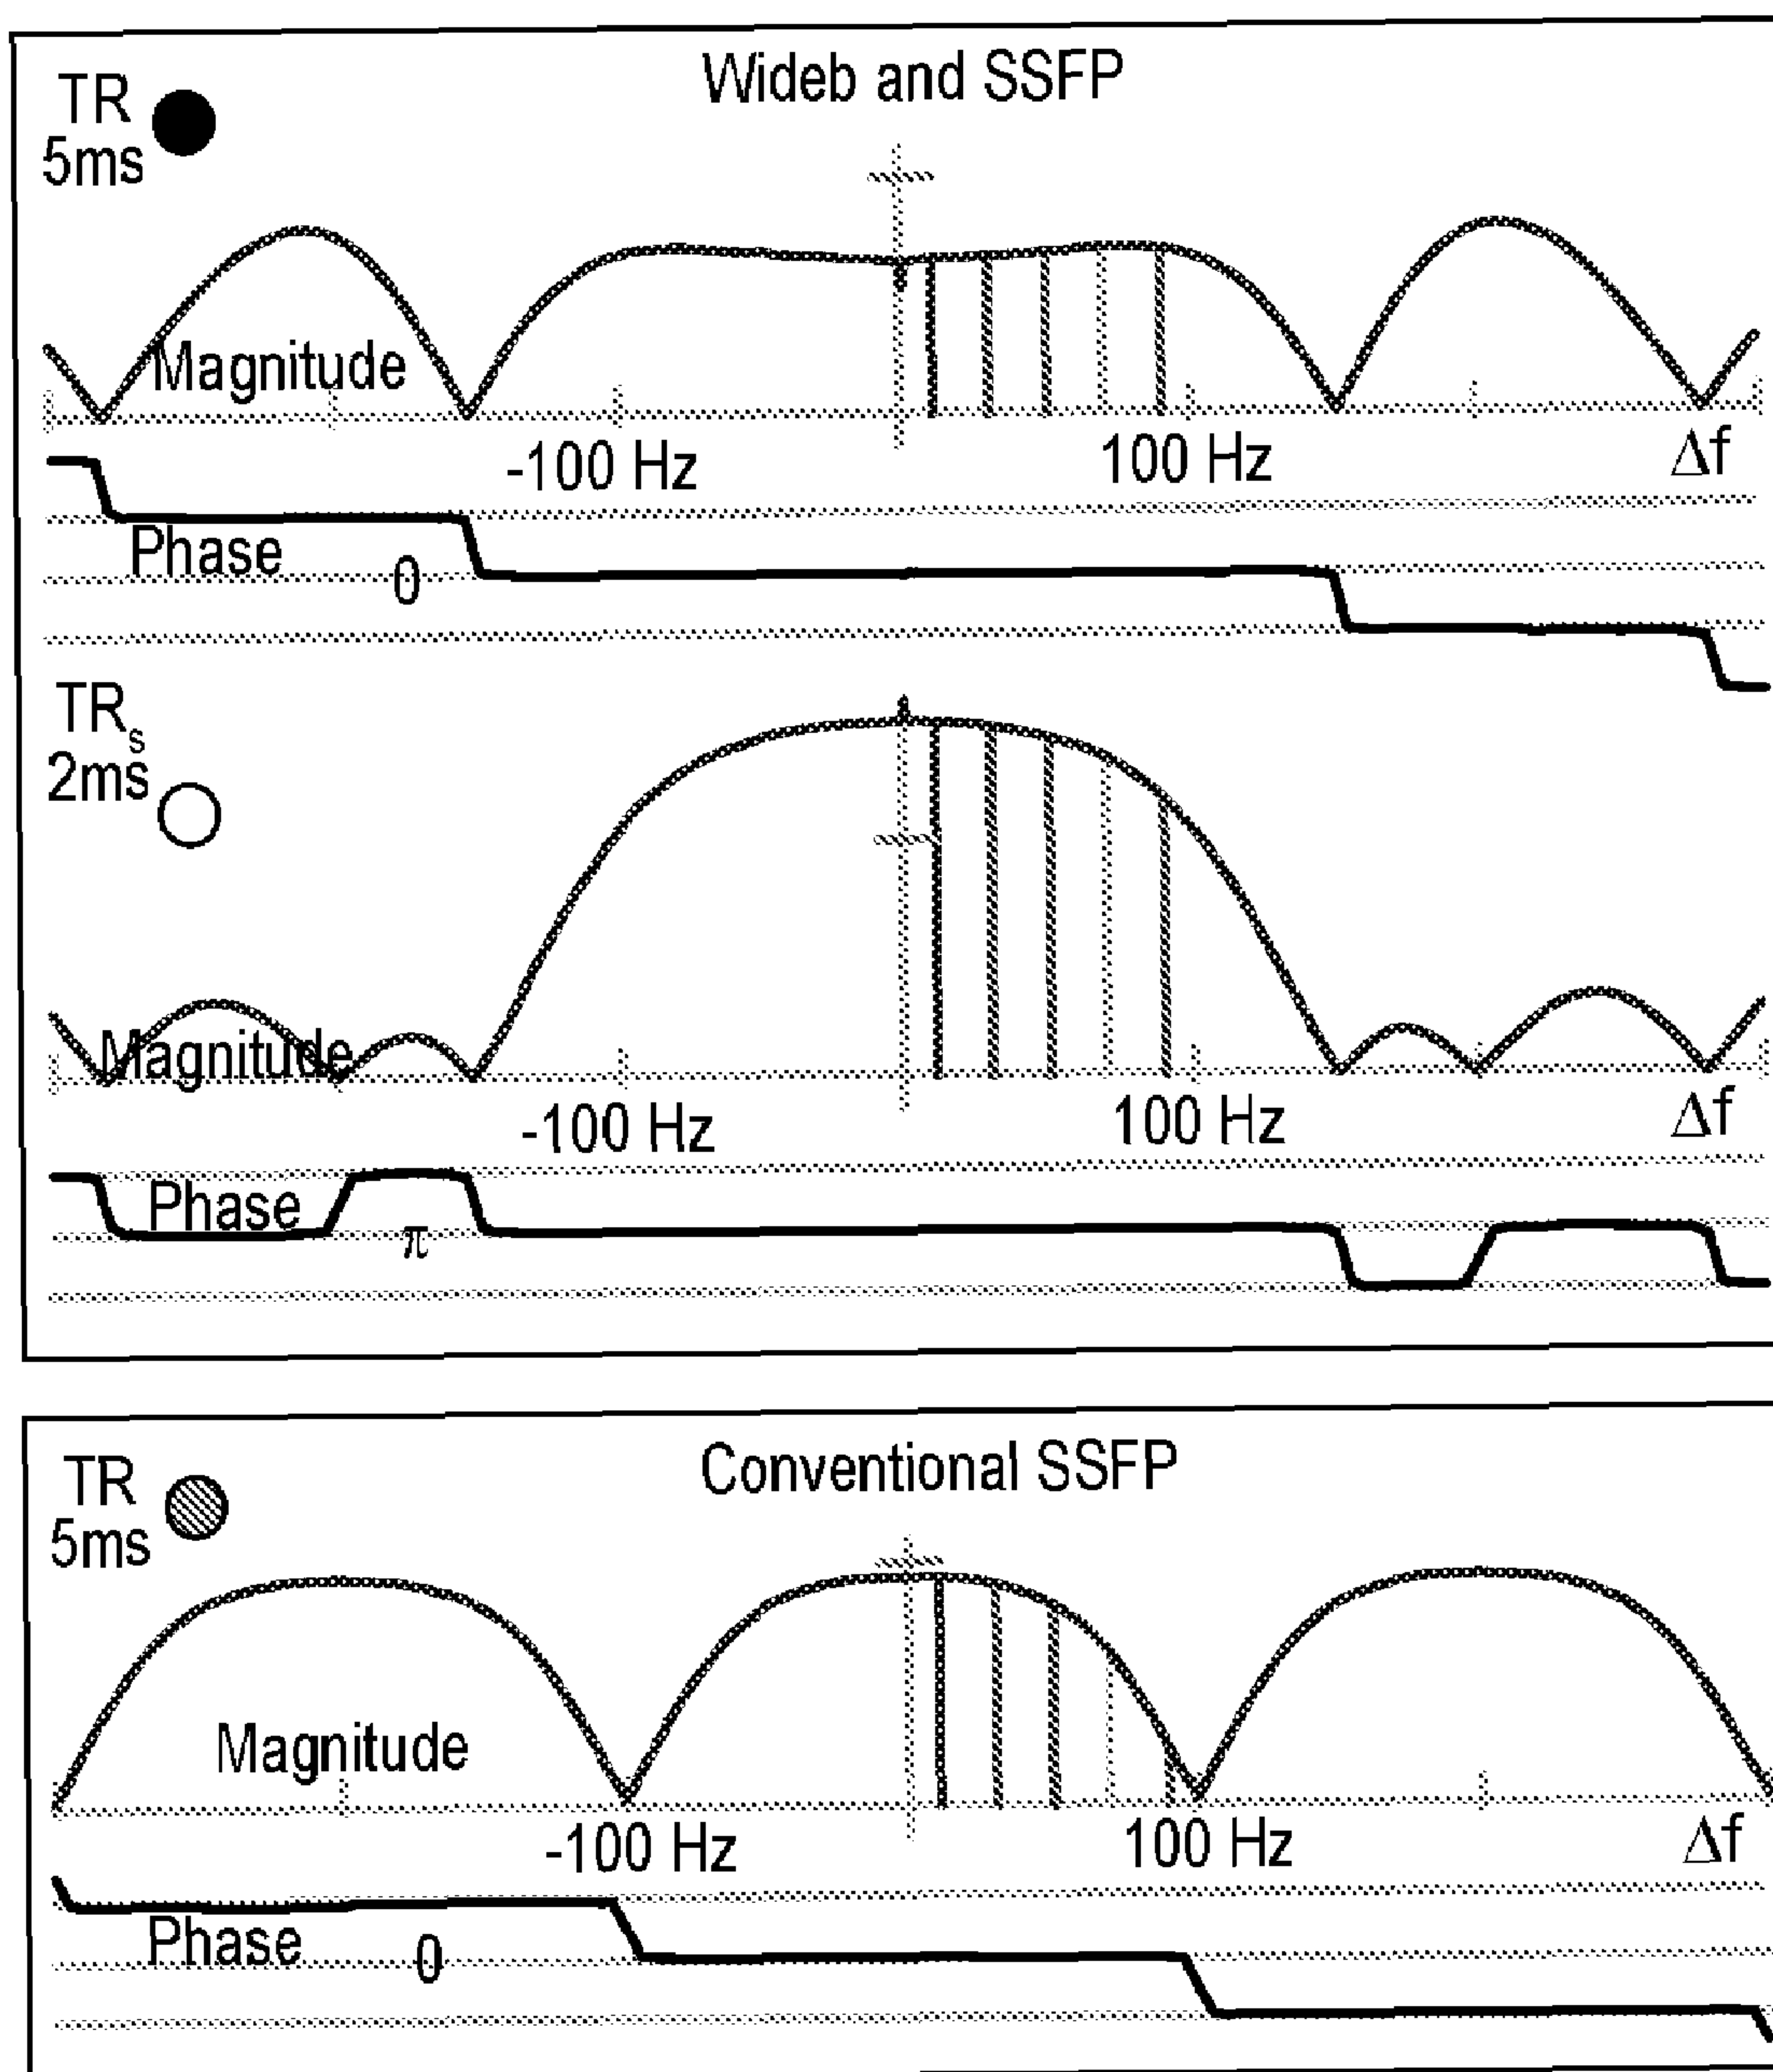 Wideb and SSFP
TR
5ms
Magnitude
-100 Hz
100 Hz
Δf
Phase
0
TRs
2ms
Magnitude
-100 Hz
100 Hz
Δf
Phase
π
Conventional SSFP
TR
5ms
Magnitude
-100 Hz
100 Hz
Δf
Phase
0